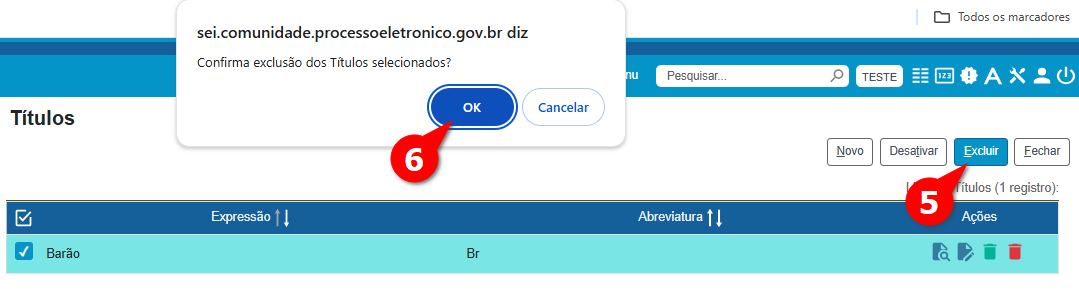 Todos os marcadores
sei.comunidade.processoeletronico.gov.br diz
Confirma exclusão dos Títulos selecionados?
OK
Cancelar
nu
Pesquisar...
TESTE
123
Títulos
6
Novo
Desativar
Excluir
Fechar
5
Títulos (1 registro):
Expressão
Abreviatura
Ações
Barão
Br